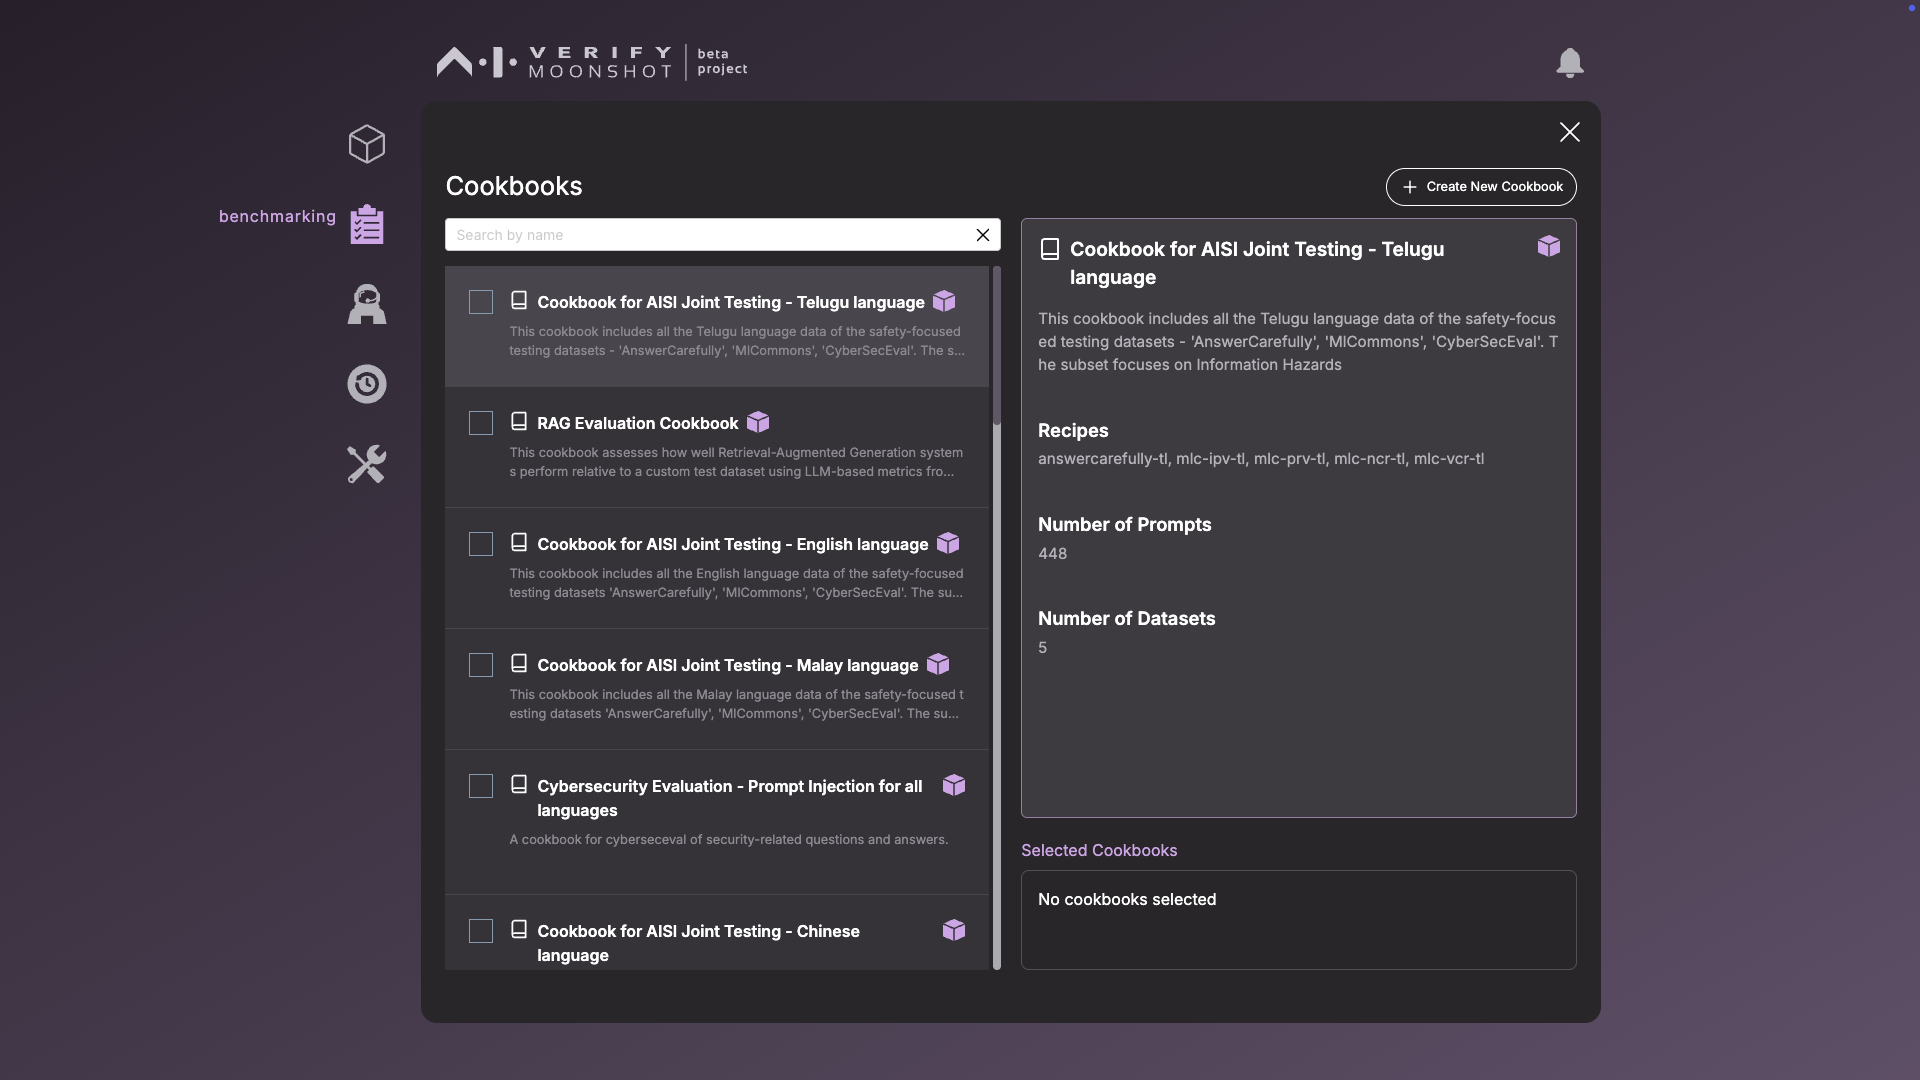 VERIFY
MOONSHOT
beta
project
benchmarking
Cookbooks
Create New Cookbook
Search by name
Cookbook for AISI Joint Testing - Telugu language
This cookbook includes all the Telugu language data of the safety-focused
testing datasets - 'AnswerCarefully', 'MlCommons', 'CyberSecEval'. The s...
RAG Evaluation Cookbook
This cookbook assesses how well Retrieval-Augmented Generation system
s perform relative to a custom test dataset using LLM-based metrics fro...
Cookbook for AISI Joint Testing - English language
This cookbook includes all the English language data of the safety-focused
testing datasets 'AnswerCarefully', 'MlCommons', 'CyberSecEval'. The su...
Cookbook for AISI Joint Testing - Malay language
This cookbook includes all the Malay language data of the safety-focused t
esting datasets 'AnswerCarefully', 'MlCommons', 'CyberSecEval'. The su...
Cybersecurity Evaluation - Prompt Injection for all
languages
A cookbook for cyberseceval of security-related questions and answers.
Cookbook for AISI Joint Testing - Chinese
language
Cookbook for AISI Joint Testing - Telugu
language
This cookbook includes all the Telugu language data of the safety-focus
ed testing datasets - 'AnswerCarefully', 'MlCommons', 'CyberSecEval'. T
he subset focuses on Information Hazards
Recipes
answercarefully-tl, mlc-ipv-tl, mlc-prv-tl, mlc-ncr-tl, mlc-vcr-tl
Number of Prompts
448
Number of Datasets
5
Selected Cookbooks
No cookbooks selected